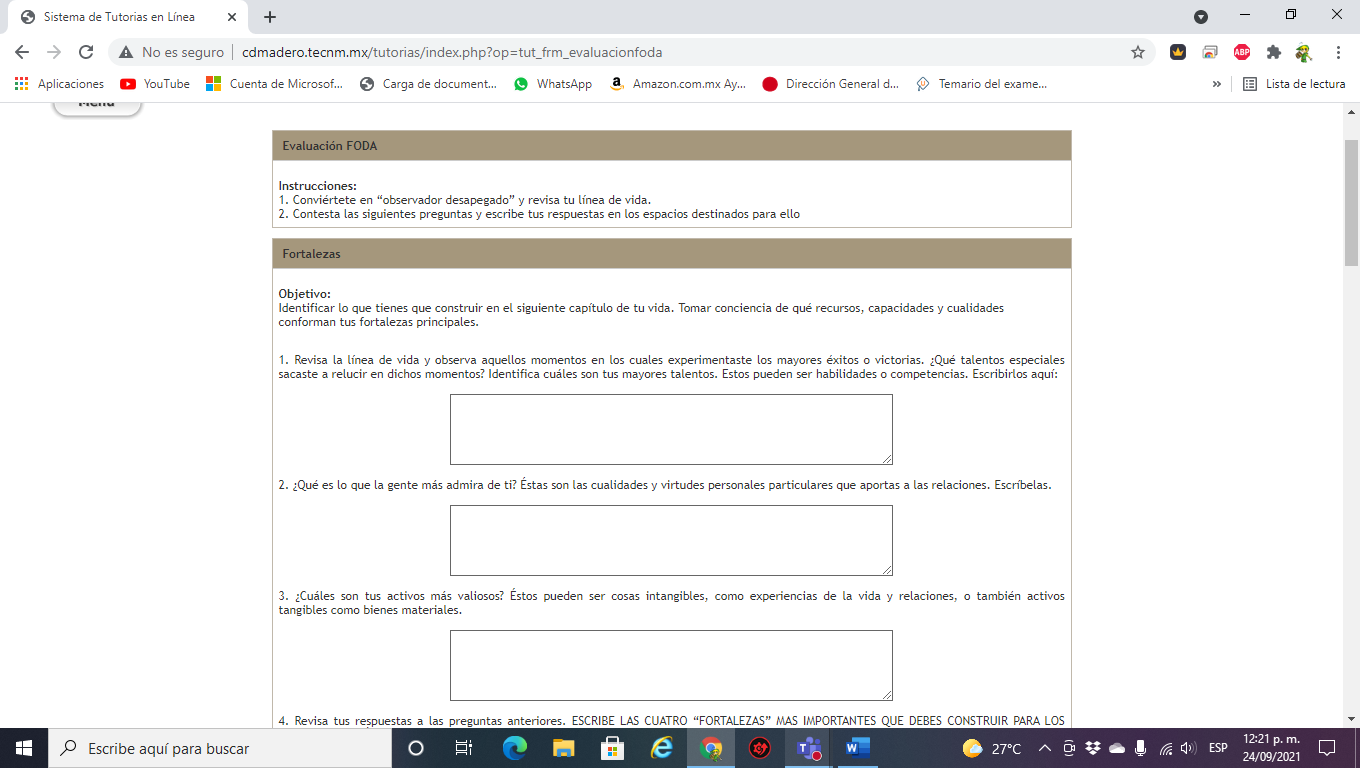 Sistema de Tutorias en Línea
No es seguro
cdmadero.tecnm.mx/tutorias/index.php?op=tut_frm_evaluacionfoda
ABP
Aplicaciones
YouTube
Cuenta de Microsof...
Carga de document...
WhatsApp
Amazon.com.mx Ay...
Dirección General d...
Temario del exame...
»
Lista de lectura
Menú
Evaluación FODA
Instrucciones:
1. Conviértete en “observador desapegado” y revisa tu línea de vida.
2. Contesta las siguientes preguntas y escribe tus respuestas en los espacios destinados para ello
Fortalezas
Objetivo:
Identificar lo que tienes que construir en el siguiente capítulo de tu vida. Tomar conciencia de qué recursos, capacidades y cualidades
conforman tus fortalezas principales.
1. Revisa la línea de vida y observa aquellos momentos en los cuales experimentaste los mayores éxitos o victorias. ¿Qué talentos especiales
sacaste a relucir en dichos momentos? Identifica cuáles son tus mayores talentos. Estos pueden ser habilidades o competencias. Escribirlos aquí:
2. ¿Qué es lo que la gente más admira de ti? Éstas son las cualidades y virtudes personales particulares que aportas a las relaciones. Escríbelas.
3. ¿Cuáles son tus activos más valiosos? Éstos pueden ser cosas intangibles, como experiencias de la vida y relaciones, o también activos
tangibles como bienes materiales.
4. Revisa tus respuestas a las preguntas anteriores. ESCRIBE LAS CUATRO “FORTALEZAS” MAS IMPORTANTES QUE DEBES CONSTRUIR PARA LOS
Escribe aquí para buscar
27°C
ESP
12:21 p. m.
24/09/2021